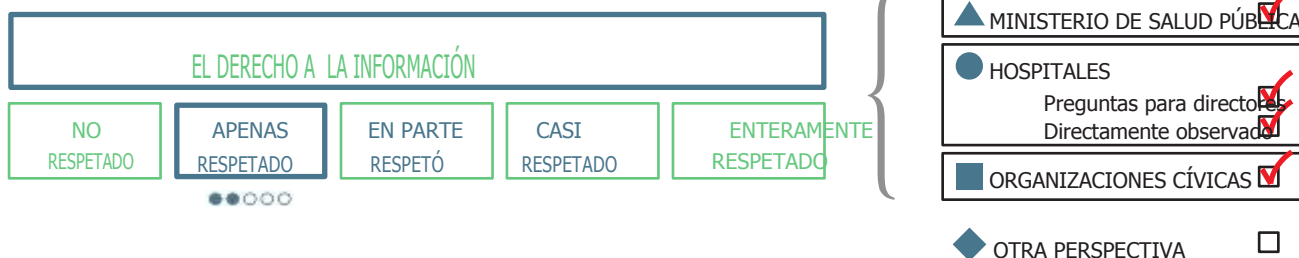 EL DERECHO A LA INFORMACIÓN
NO
RESPETADO
APENAS
RESPETADO
EN PARTE
RESPETÓ
CASI
RESPETADO
ENTERAMENTE
RESPETADO
MINISTERIO DE SALUD PÚBLICA
HOSPITALES
Preguntas para directores
Directamente observado
ORGANIZACIONES CÍVICAS
OTRA PERSPECTIVA